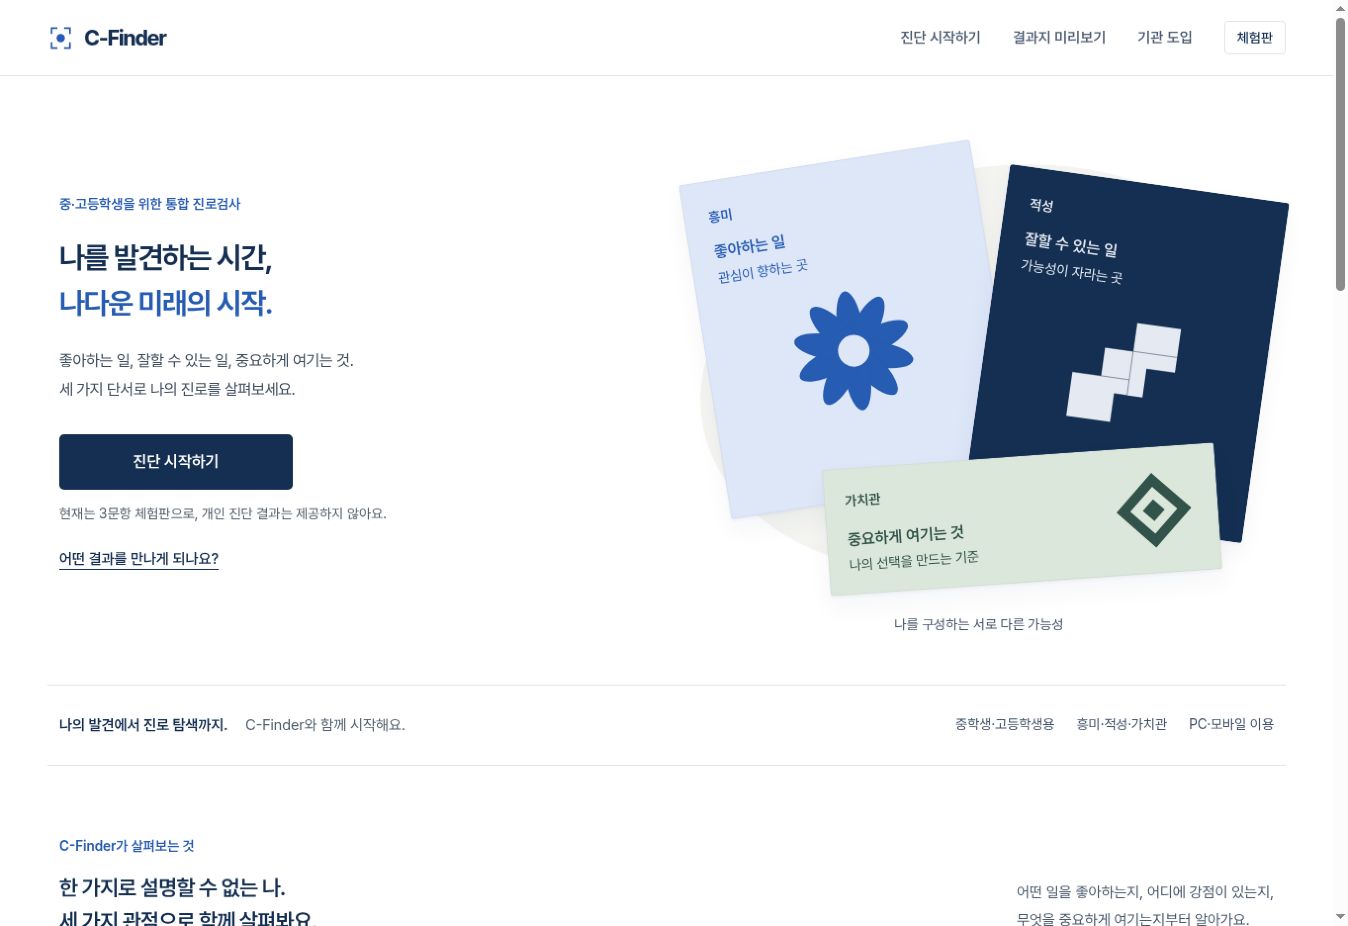 C-Finder
진단 시작하기
결과지 미리보기
기관 도입
체험판
중·고등학생을 위한 통합 진로검사
나를 발견하는 시간,
나다운 미래의 시작.
좋아하는 일, 잘할 수 있는 일, 중요하게 여기는 것.
세 가지 단서로 나의 진로를 살펴보세요.
진단 시작하기
현재는 3문항 체험판으로, 개인 진단 결과는 제공하지 않아요.
어떤 결과를 만나게 되나요?
흥미
좋아하는 일
관심이 향하는 곳
적성
잘할 수 있는 일
가능성이 자라는 곳
가치관
중요하게 여기는 것
나의 선택을 만드는 기준
나를 구성하는 서로 다른 가능성
나의 발견에서 진로 탐색까지.
C-Finder와 함께 시작해요.
중학생·고등학생용
흥미·적성·가치관
PC·모바일 이용
C-Finder가 살펴보는 것
한 가지로 설명할 수 없는 나.
세 가지 관점으로 함께 살펴봐요.
어떤 일을 좋아하는지, 어디에 강점이 있는지,
무엇을 중요하게 여기는지부터 알아가요.